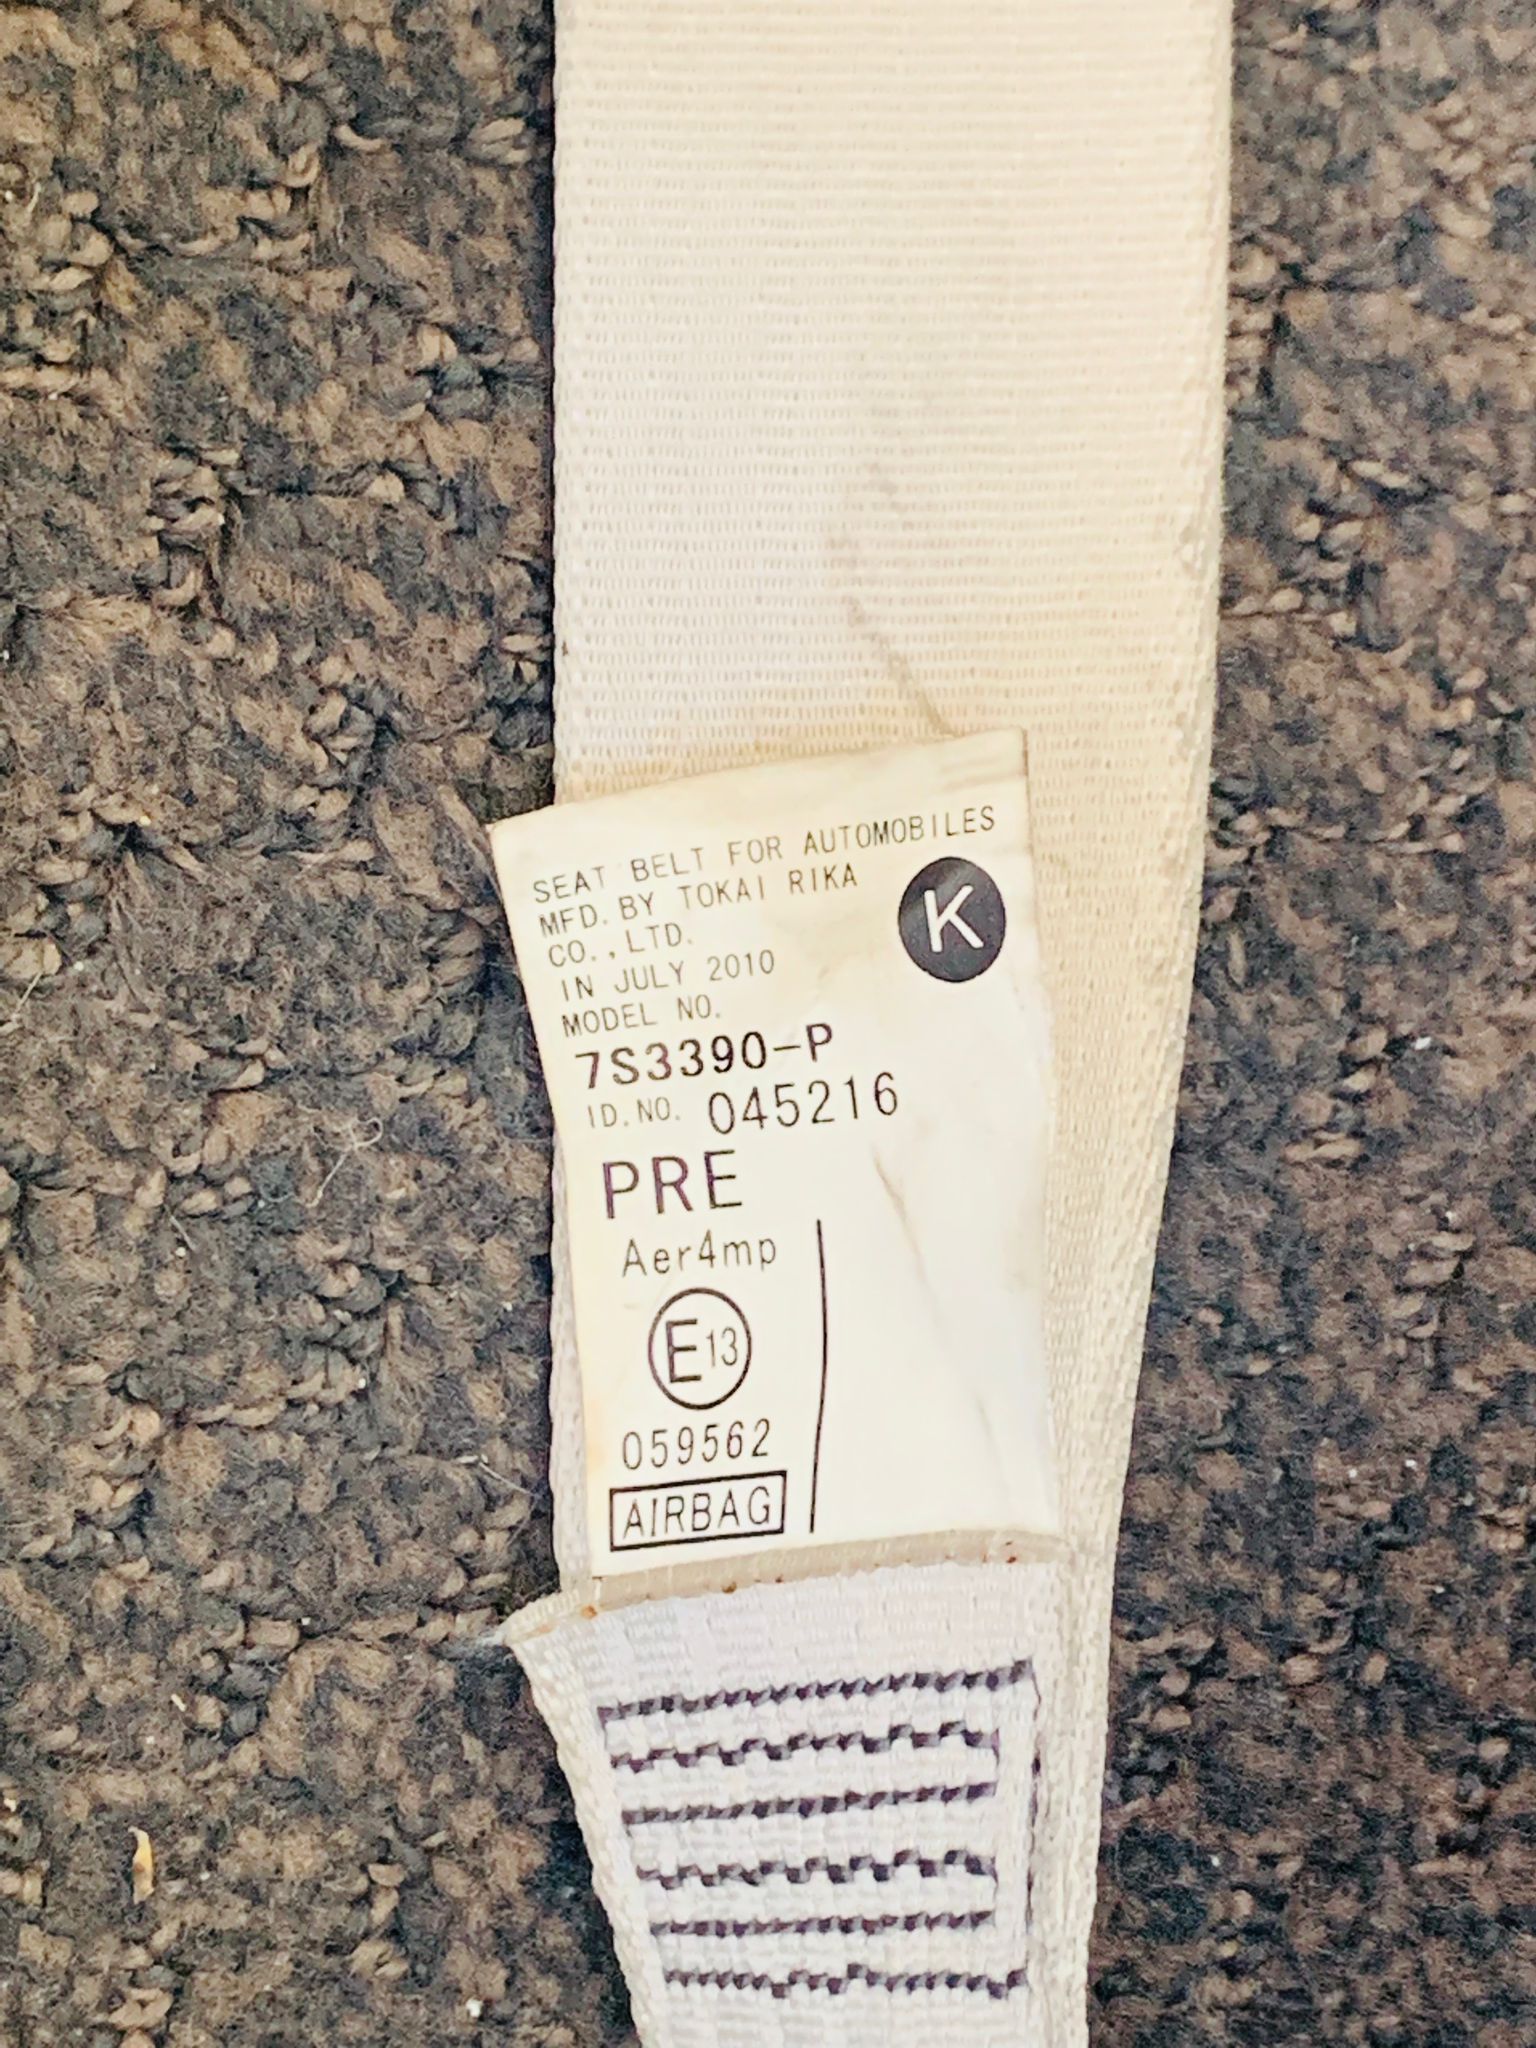 SEAT BELT FOR AUTOMOBILES
MFD. BY TOKAI RIKA
CO., LTD.
K
IN JULY 2010
MODEL NO.
7S3390-P
ID. NO. 045216
PRE
Aer4mp
E13
059562
AIRBAG